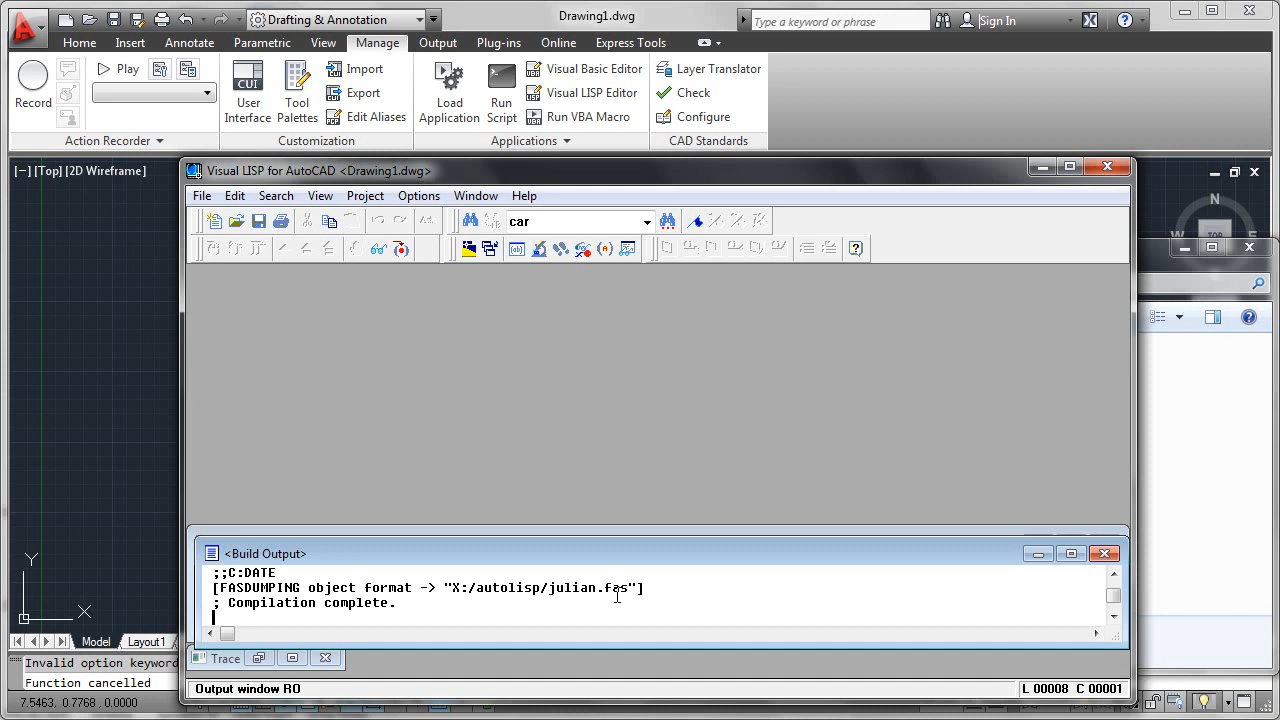 Drafting & Annotation
Drawing1.dwg
Type a keyword or phrase
Sign In
Home Insert Annotate Parametric View Manage Output Plug-ins Online Express Tools
Record
Play
Action Recorder
CUI
User Interface
Tool Palettes
Import
Export
Edit Aliases
Customization
Load Application
Run Script
Visual Basic Editor
Visual LISP Editor
Run VBA Macro
Applications
Layer Translator
Check
Configure
CAD Standards
[−] [Top] [2D Wireframe]
Visual LISP for AutoCAD <Drawing1.dwg>
File Edit Search View Project Options Window Help
car
N
W
TOP
<Build Output>
;;C:DATE
[FASDUMPING object format -> "X:/autolisp/julian.fas"]
; Compilation complete.
Y
X
Model Layout1
Trace
Invalid option keyword
Function cancelled
Output window RO
L 00008 C 00001
7.5463, 0.7768, 0.0000